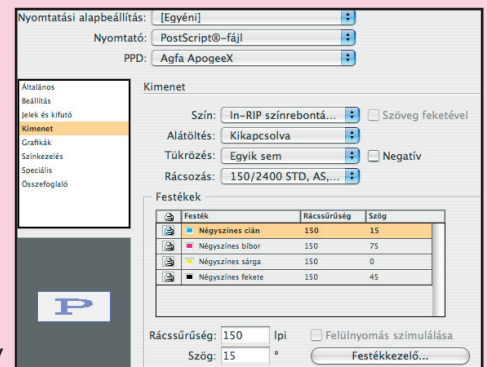 Nyomtatási alapbeállítás: [Egyéni]
Nyomtató: PostScript®-fájl
PPD: Agfa ApogeeX
Általános
Beállítás
Jelek és kifutó
Kimenet
Grafikák
Színkezelés
Speciális
Összefoglaló
Kimenet
Szín: In-RIP színrebontá... Szöveg feketével
Alátöltés: Kikapcsolva
Tükrözés: Egyik sem Negatív
Rácsozás: 150/2400 STD, AS,...
Festékek
Festék Rácssűrűség Szög
Négyszínes cián 150 15
Négyszínes bíbor 150 75
Négyszínes sárga 150 0
Négyszínes fekete 150 45
P
Rácssűrűség: 150 lpi Felülnyomás szimulálása
Szög: 15 ° Festékkezelő...